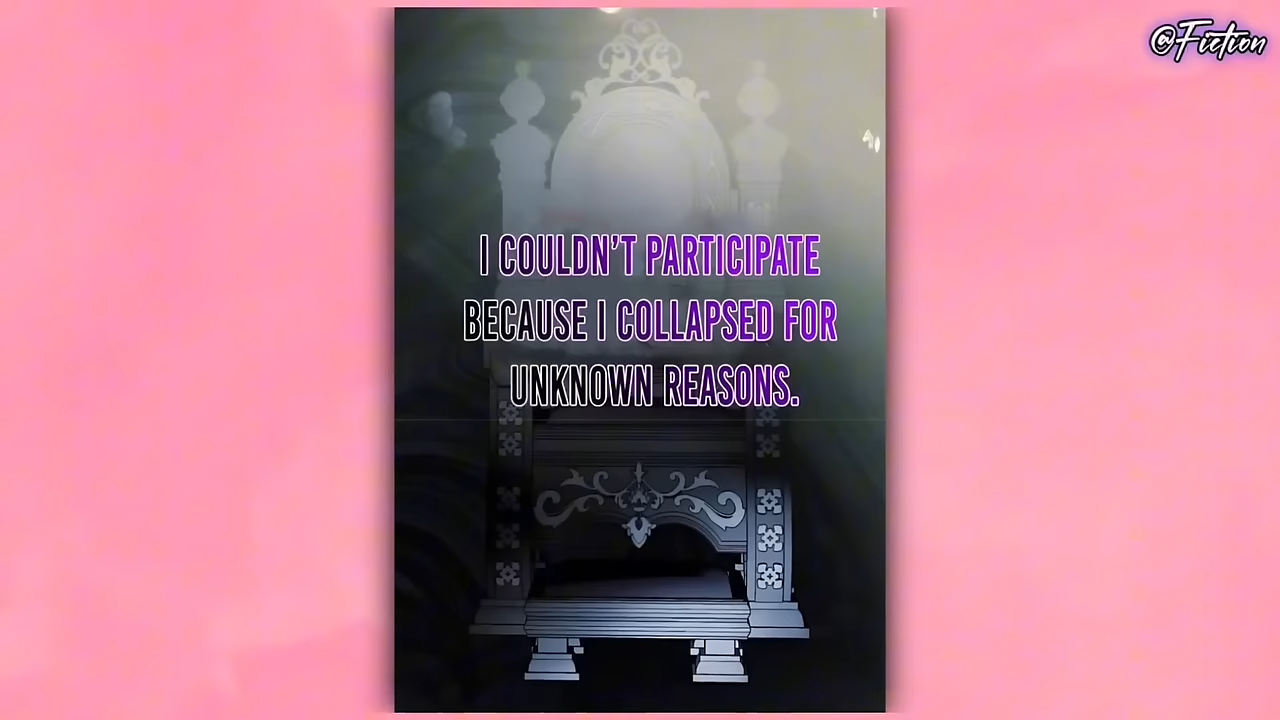 @Fiction
I COULDN'T PARTICIPATE
BECAUSE I COLLAPSED FOR
UNKNOWN REASONS.